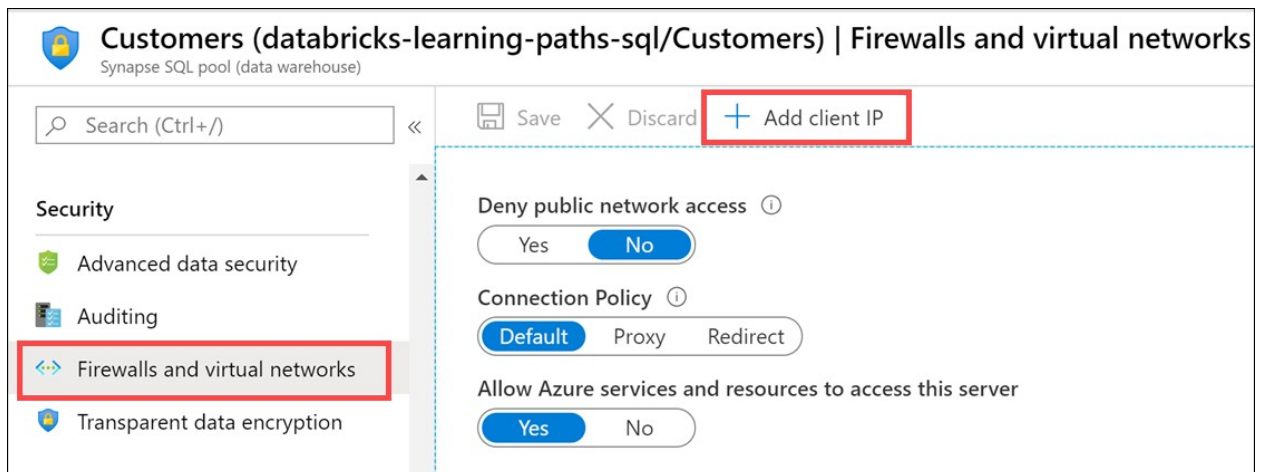 Customers (databricks-learning-paths-sql/Customers) | Firewalls and virtual networks
Synapse SQL pool (data warehouse)
Search (Ctrl+/)
«
Save Discard + Add client IP
Security
Advanced data security
Auditing
Firewalls and virtual networks
Transparent data encryption
Deny public network access
Yes No
Connection Policy
Default Proxy Redirect
Allow Azure services and resources to access this server
Yes No